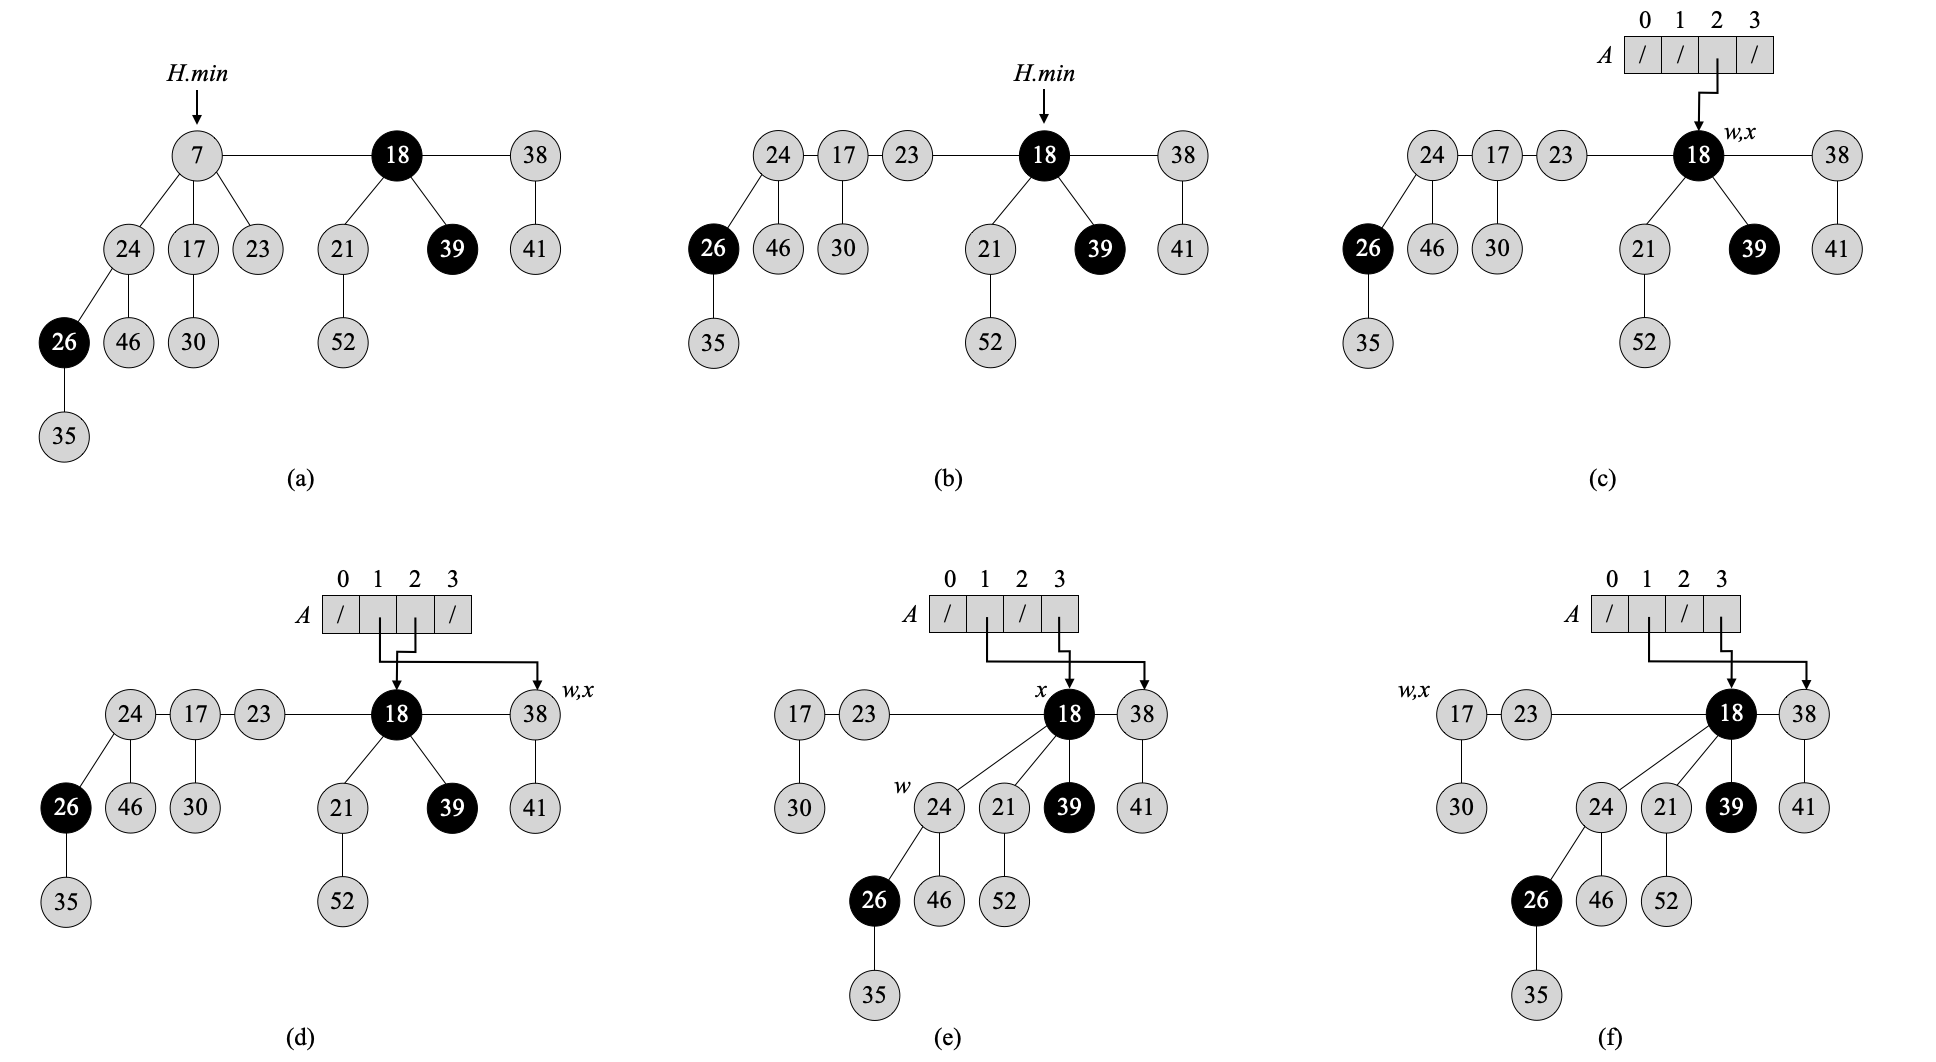 0 1 2 3
A / / /
H.min H.min
w,x
7 18 38 24 17 23 18 38 24 17 23 18 38
24 17 23 21 39 41 26 46 30 21 39 41 26 46 30 21 39 41
26 46 30 52 35 52 35 52
35
(a) (b) (c)
0 1 2 3 0 1 2 3 0 1 2 3
A / / A / / A / /
w,x x w,x
24 17 23 18 38 17 23 18 38 17 23 18 38
w
26 46 30 21 39 41 30 24 21 39 41 30 24 21 39 41
35 52 26 46 52 26 46 52
35 35
(d) (e) (f)